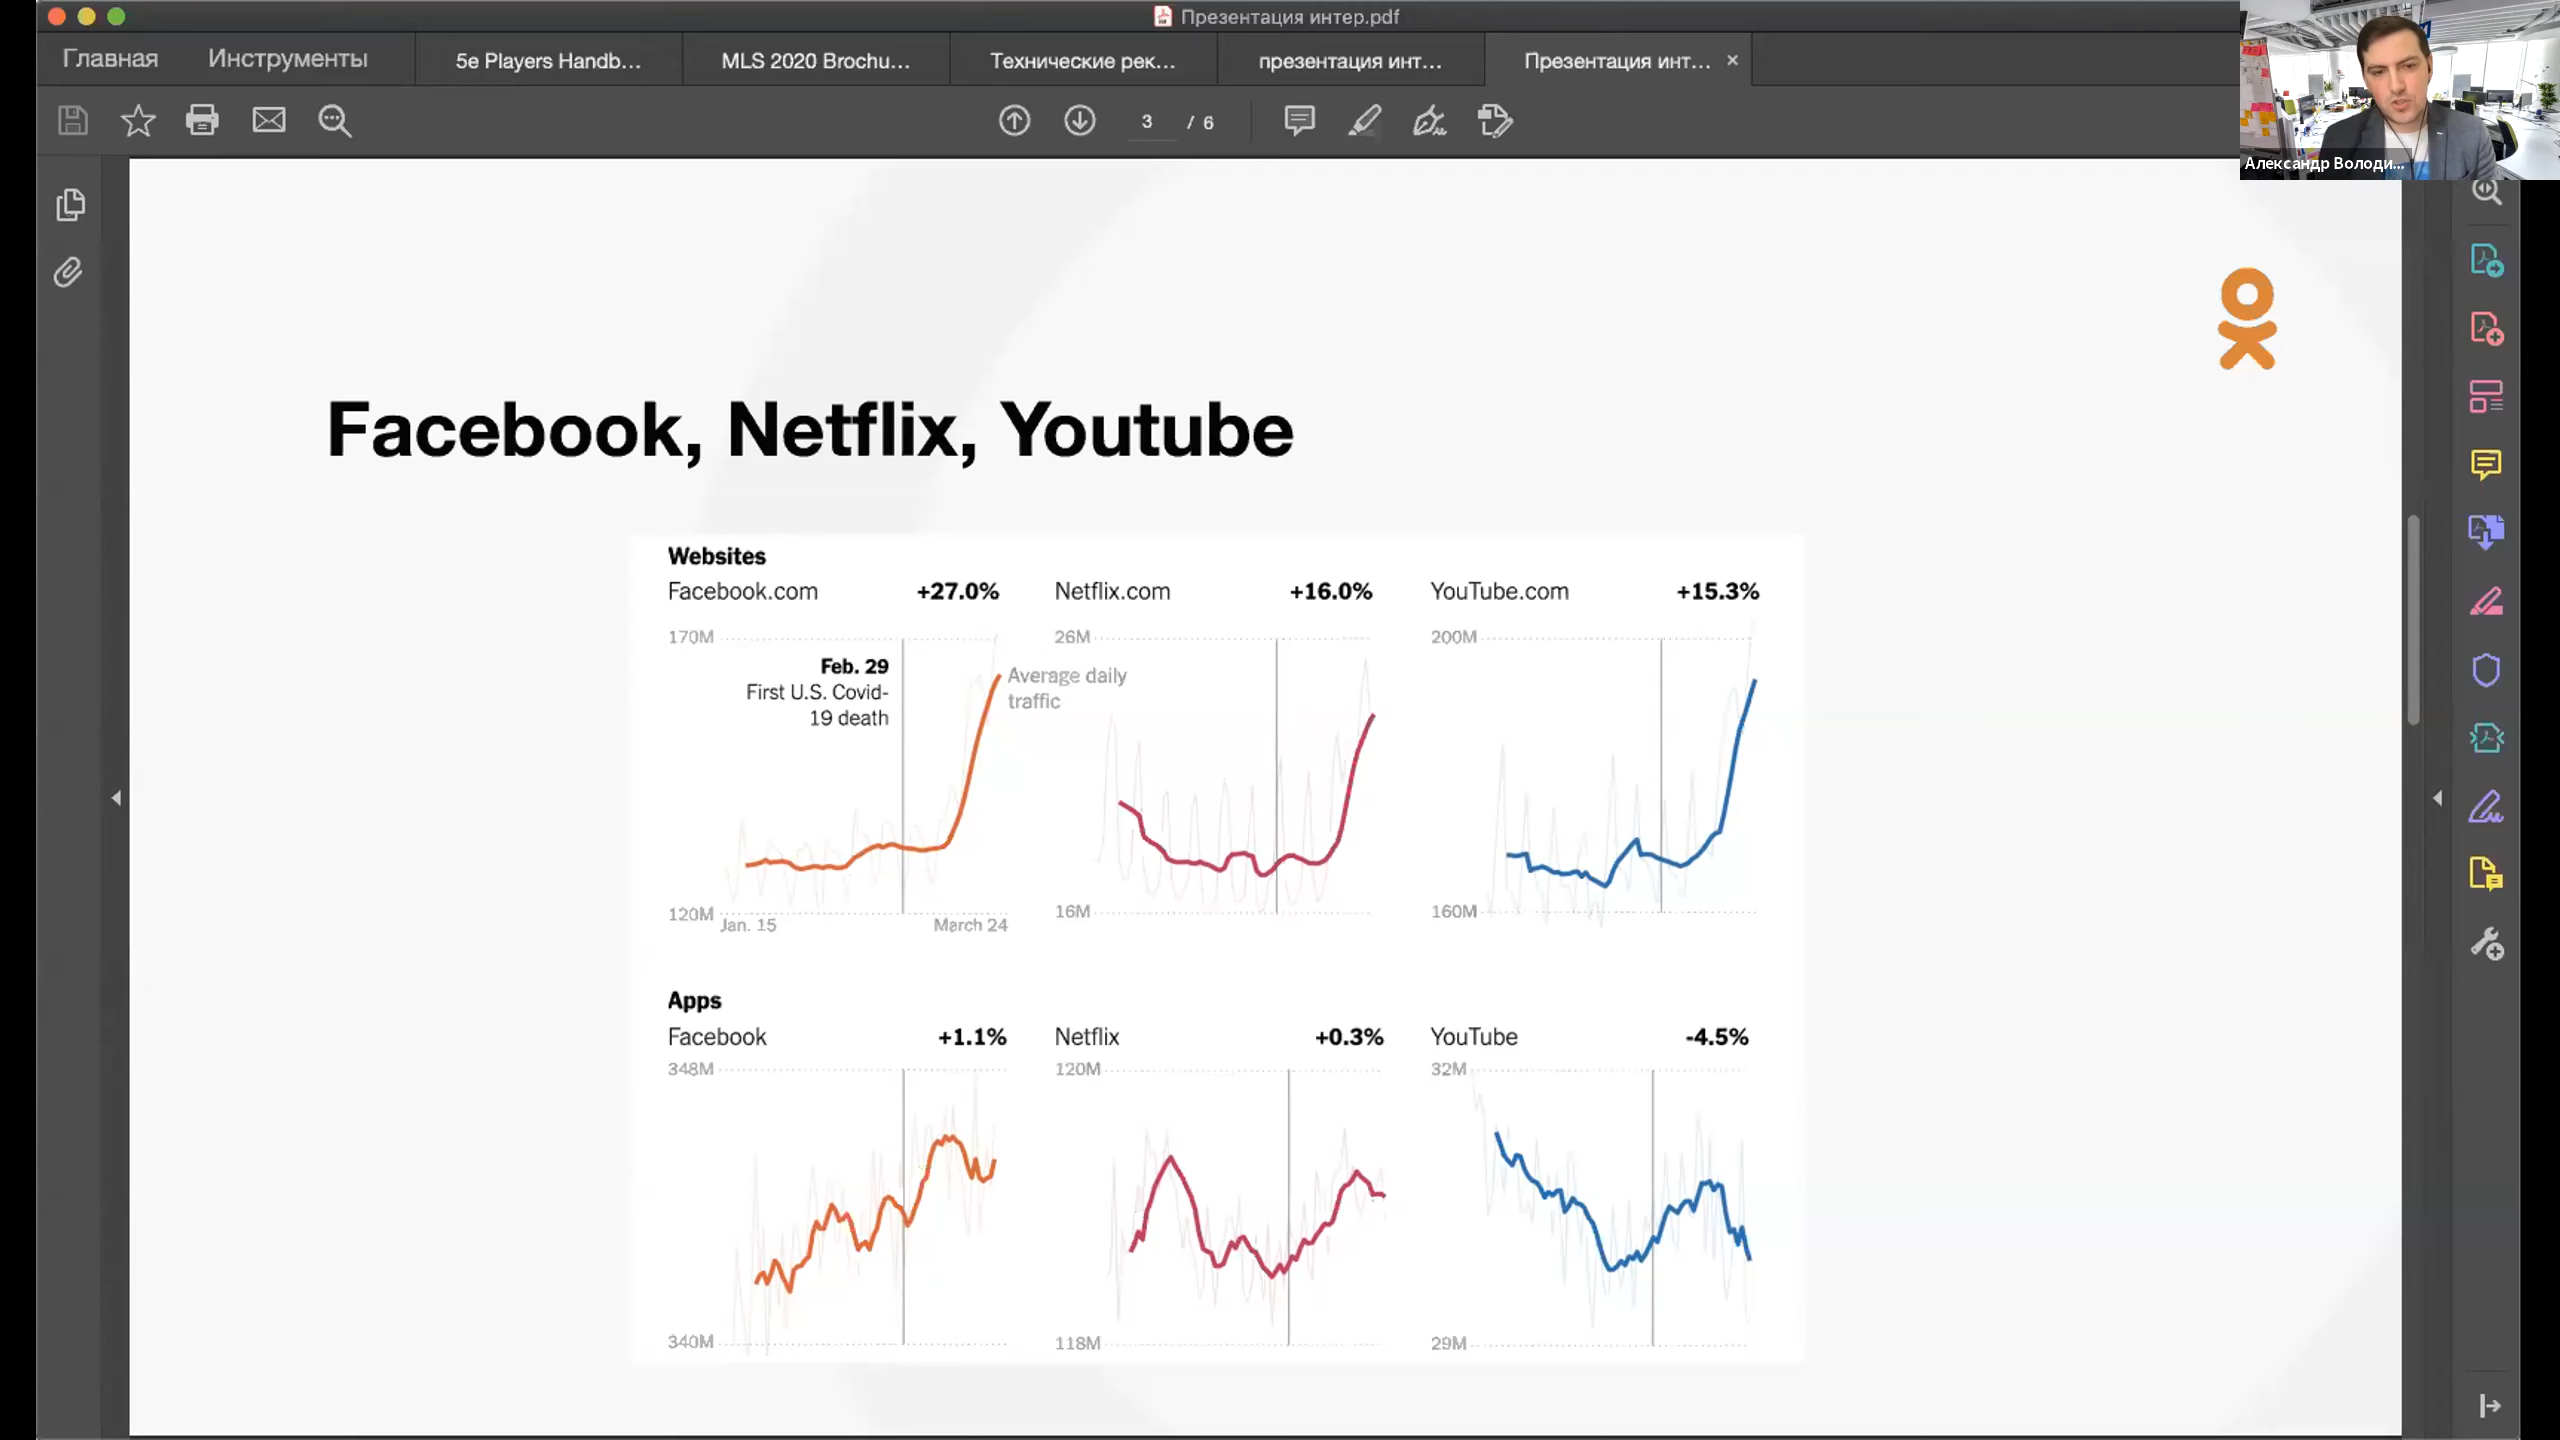 Презентация интер.pdf
Главная
Инструменты
5e Players Handb...
MLS 2020 Brochu...
Технические рек...
презентация инт...
Презентация инт...
3 / 6
Александр Володи...
Facebook, Netflix, Youtube
Websites
Facebook.com +27.0%
Netflix.com +16.0%
YouTube.com +15.3%
170M
26M
200M
Feb. 29
First U.S. Covid-
19 death
Average daily
traffic
120M
16M
160M
Jan. 15
March 24
Apps
Facebook +1.1%
Netflix +0.3%
YouTube -4.5%
348M
120M
32M
340M
118M
29M